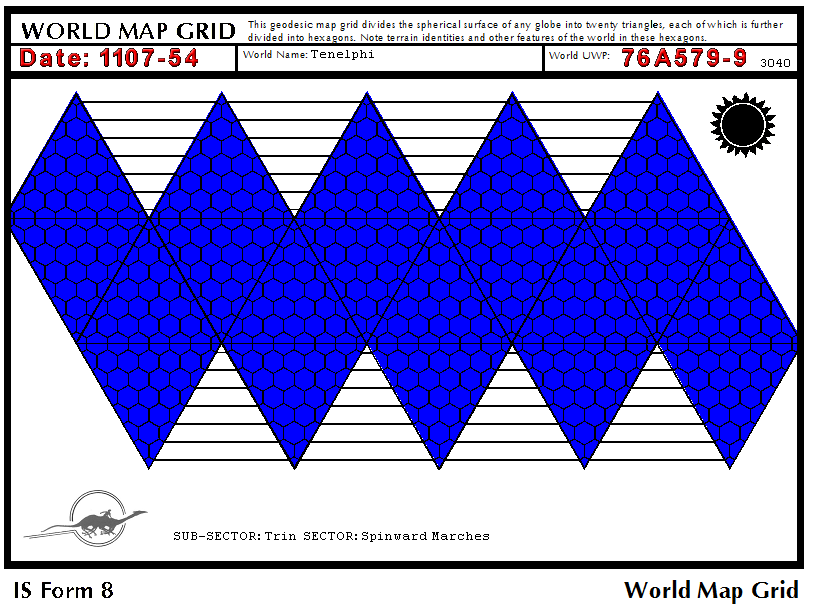 WORLD MAP GRID
This geodesic map grid divides the spherical surface of any globe into twenty triangles, each of which is further
divided into hexagons. Note terrain identities and other features of the world in these hexagons.
Date: 1107-54
World Name: Tenelphi
World UWP: 76A579-9 3040
SUB-SECTOR: Trin SECTOR: Spinward Marches
IS Form 8
World Map Grid